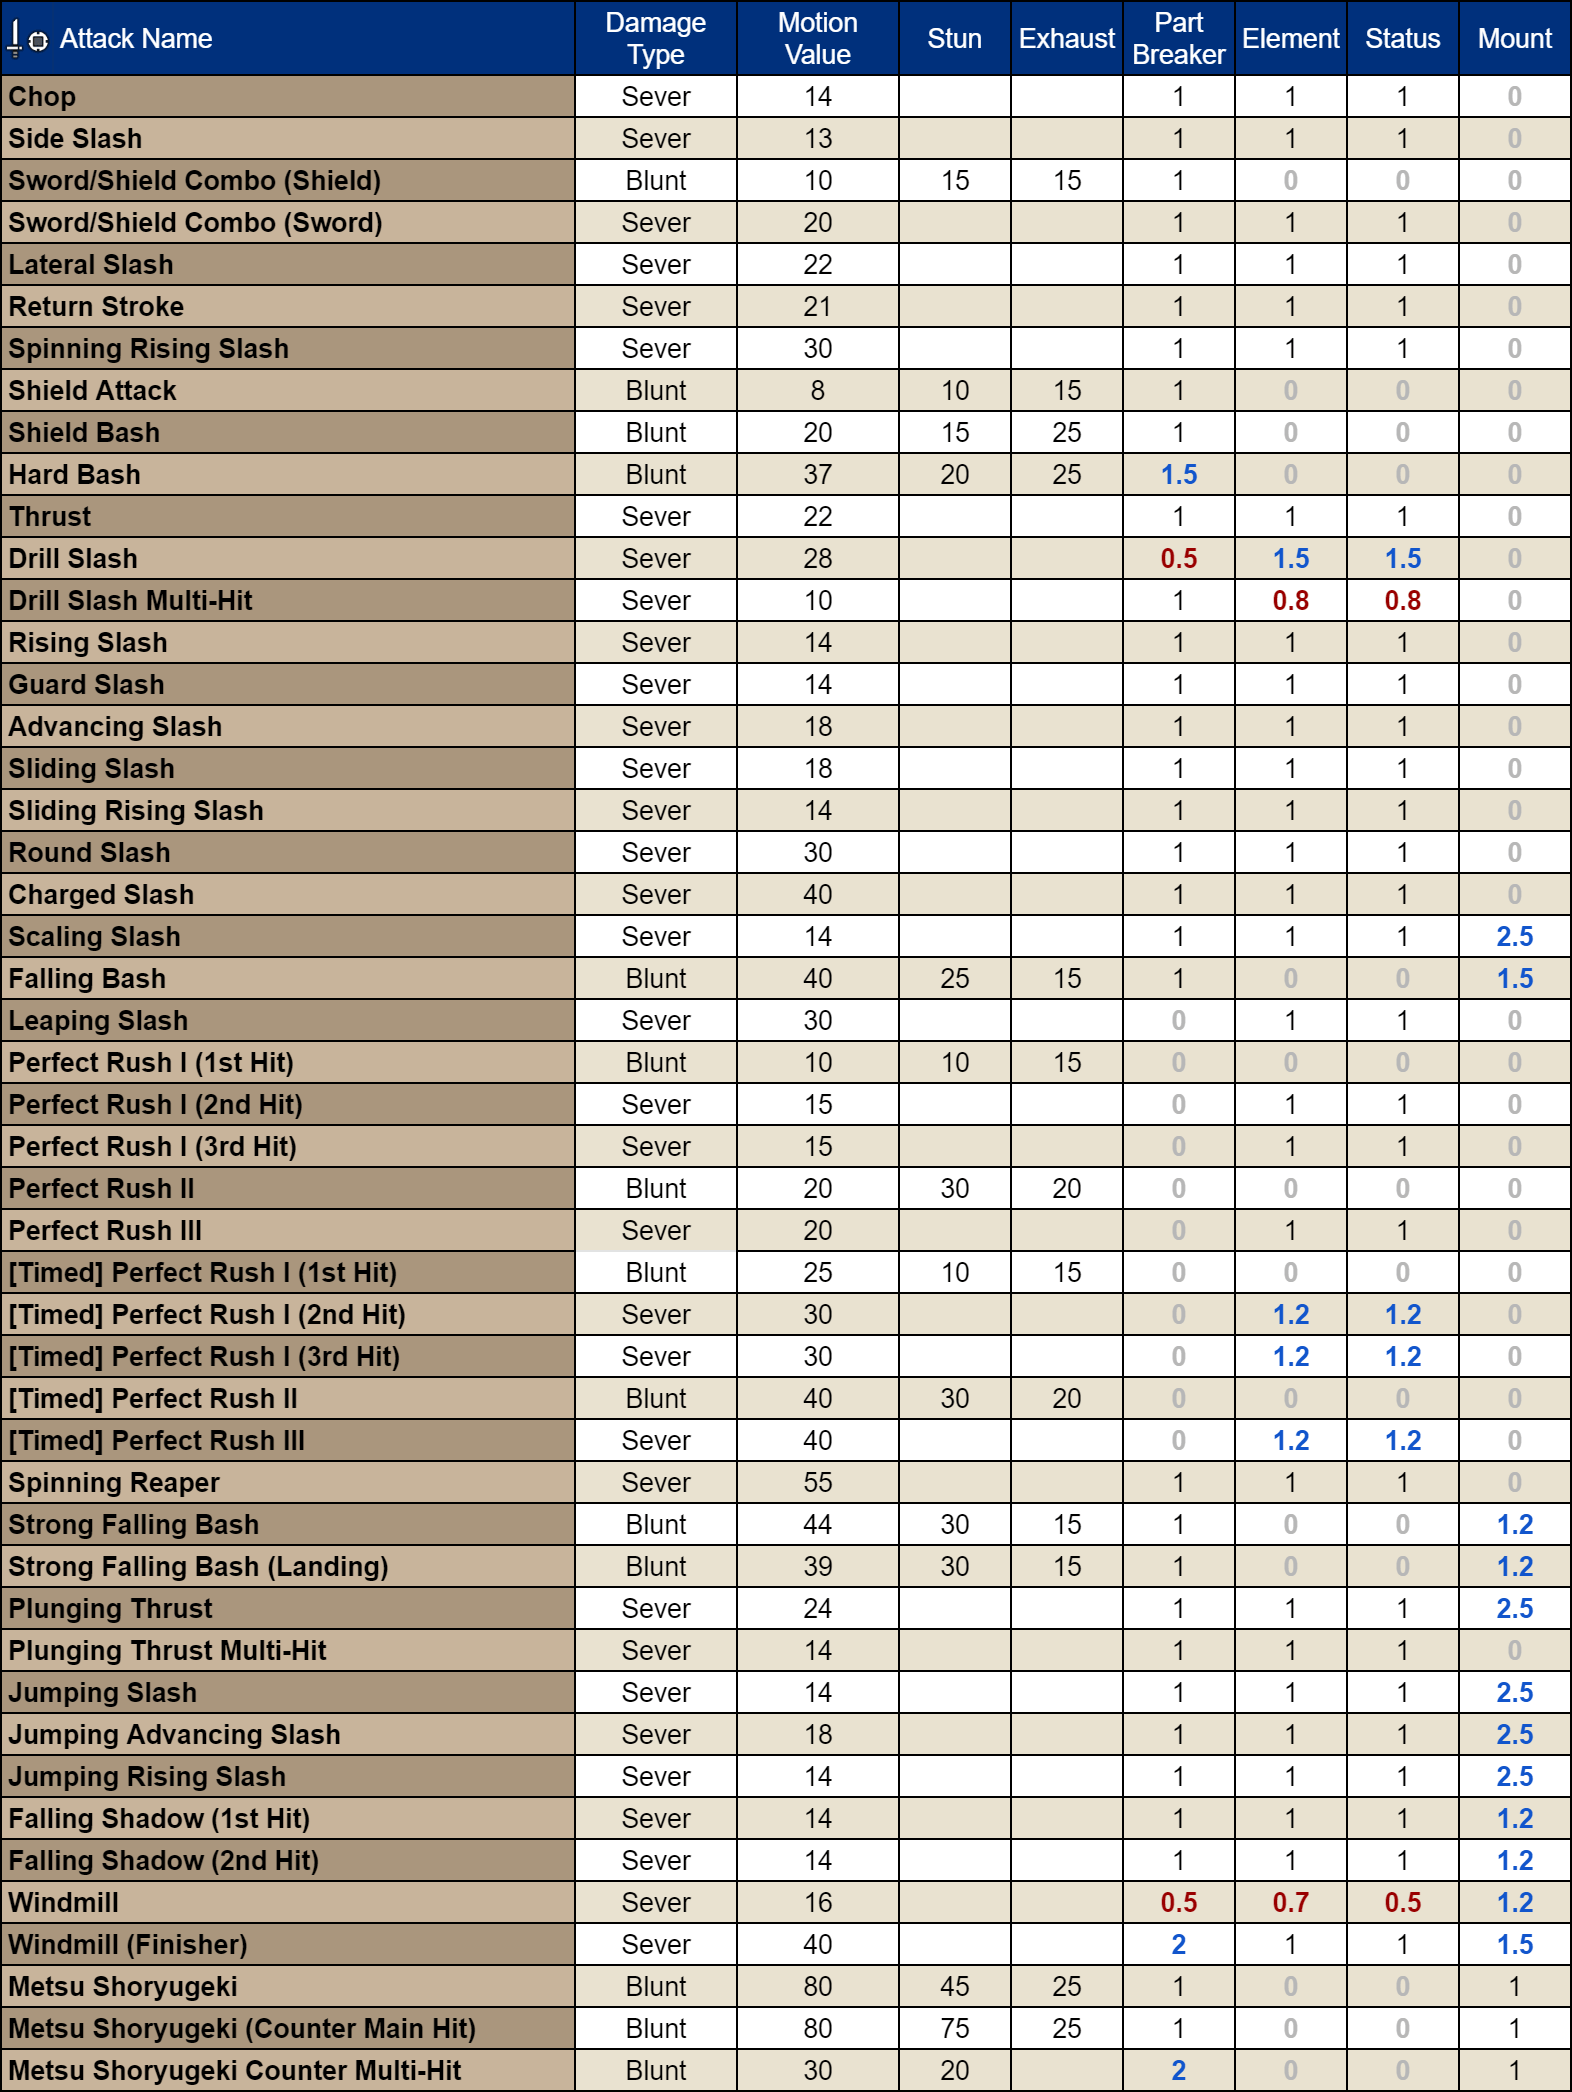 Attack Name Damage Type Motion Value Stun Exhaust Part Breaker Element Status Mount
Chop Sever 14 1 1 1 0
Side Slash Sever 13 1 1 1 0
Sword/Shield Combo (Shield) Blunt 10 15 15 1 0 0 0
Sword/Shield Combo (Sword) Sever 20 1 1 1 0
Lateral Slash Sever 22 1 1 1 0
Return Stroke Sever 21 1 1 1 0
Spinning Rising Slash Sever 30 1 1 1 0
Shield Attack Blunt 8 10 15 1 0 0 0
Shield Bash Blunt 20 15 25 1 0 0 0
Hard Bash Blunt 37 20 25 1.5 0 0 0
Thrust Sever 22 1 1 1 0
Drill Slash Sever 28 0.5 1.5 1.5 0
Drill Slash Multi-Hit Sever 10 1 0.8 0.8 0
Rising Slash Sever 14 1 1 1 0
Guard Slash Sever 14 1 1 1 0
Advancing Slash Sever 18 1 1 1 0
Sliding Slash Sever 18 1 1 1 0
Sliding Rising Slash Sever 14 1 1 1 0
Round Slash Sever 30 1 1 1 0
Charged Slash Sever 40 1 1 1 0
Scaling Slash Sever 14 1 1 1 2.5
Falling Bash Blunt 40 25 15 1 0 0 1.5
Leaping Slash Sever 30 0 1 1 0
Perfect Rush I (1st Hit) Blunt 10 10 15 0 0 0 0
Perfect Rush I (2nd Hit) Sever 15 0 1 1 0
Perfect Rush I (3rd Hit) Sever 15 0 1 1 0
Perfect Rush II Blunt 20 30 20 0 0 0 0
Perfect Rush III Sever 20 0 1 1 0
[Timed] Perfect Rush I (1st Hit) Blunt 25 10 15 0 0 0 0
[Timed] Perfect Rush I (2nd Hit) Sever 30 0 1.2 1.2 0
[Timed] Perfect Rush I (3rd Hit) Sever 30 0 1.2 1.2 0
[Timed] Perfect Rush II Blunt 40 30 20 0 0 0 0
[Timed] Perfect Rush III Sever 40 0 1.2 1.2 0
Spinning Reaper Sever 55 1 1 1 0
Strong Falling Bash Blunt 44 30 15 1 0 0 1.2
Strong Falling Bash (Landing) Blunt 39 30 15 1 0 0 1.2
Plunging Thrust Sever 24 1 1 1 2.5
Plunging Thrust Multi-Hit Sever 14 1 1 1 0
Jumping Slash Sever 14 1 1 1 2.5
Jumping Advancing Slash Sever 18 1 1 1 2.5
Jumping Rising Slash Sever 14 1 1 1 2.5
Falling Shadow (1st Hit) Sever 14 1 1 1 1.2
Falling Shadow (2nd Hit) Sever 14 1 1 1 1.2
Windmill Sever 16 0.5 0.7 0.5 1.2
Windmill (Finisher) Sever 40 2 1 1 1.5
Metsu Shoryugeki Blunt 80 45 25 1 0 0 1
Metsu Shoryugeki (Counter Main Hit) Blunt 80 75 25 1 0 0 1
Metsu Shoryugeki Counter Multi-Hit Blunt 30 20 2 0 0 1